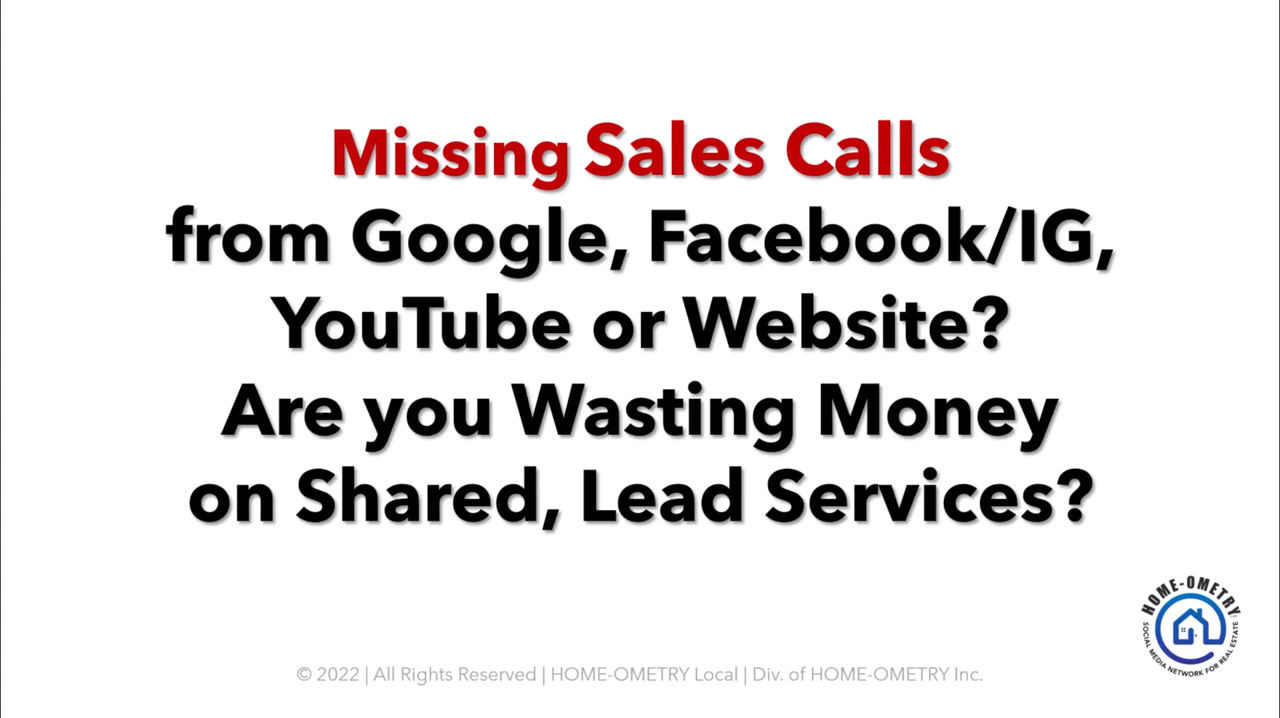 Missing Sales Calls
from Google, Facebook/IG,
YouTube or Website?
Are you Wasting Money
on Shared, Lead Services?
HOME-OMETRY
SOCIAL MEDIA NETWORK FOR REAL ESTATE
© 2022 | All Rights Reserved | HOME-OMETRY Local | Div. of HOME-OMETRY Inc.